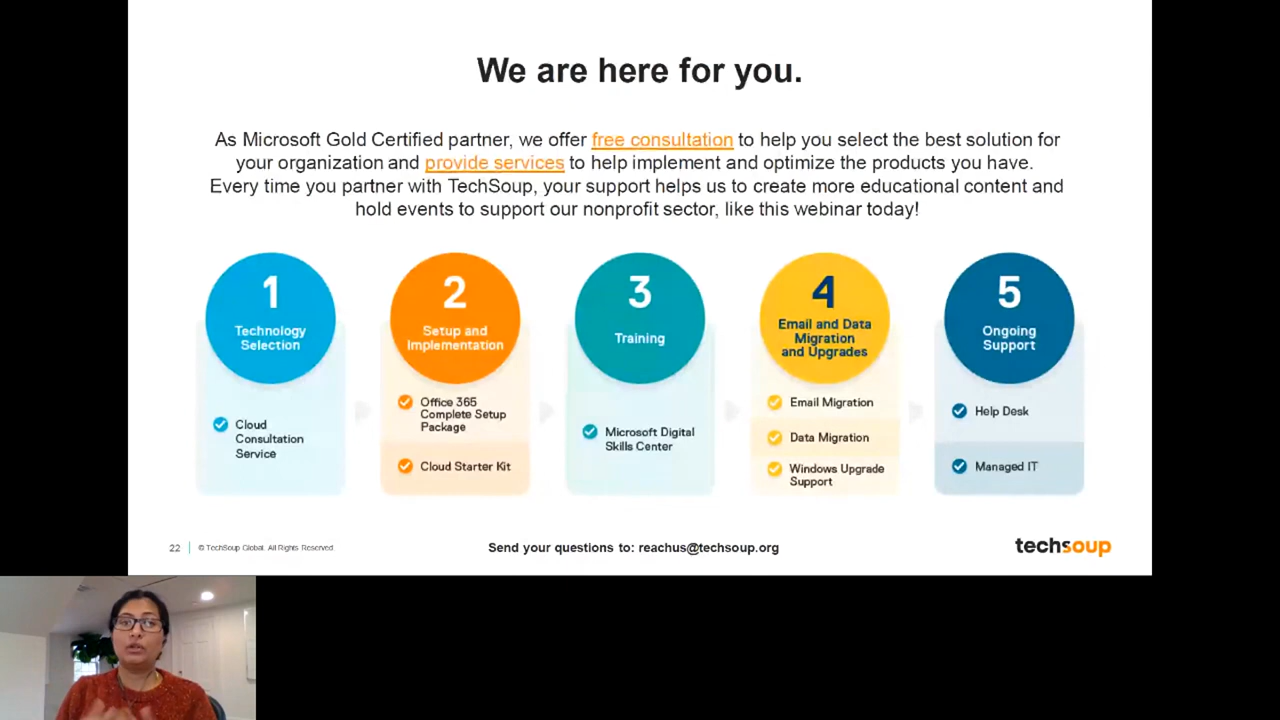 We are here for you.
As Microsoft Gold Certified partner, we offer free consultation to help you select the best solution for
your organization and provide services to help implement and optimize the products you have.
Every time you partner with TechSoup, your support helps us to create more educational content and
hold events to support our nonprofit sector, like this webinar today!
1
Technology
Selection
Cloud
Consultation
Service
2
Setup and
Implementation
Office 365
Complete Setup
Package
Cloud Starter Kit
3
Training
Microsoft Digital
Skills Center
4
Email and Data
Migration
and Upgrades
Email Migration
Data Migration
Windows Upgrade
Support
5
Ongoing
Support
Help Desk
Managed IT
22
© TechSoup Global. All Rights Reserved.
Send your questions to: reachus@techsoup.org
techsoup